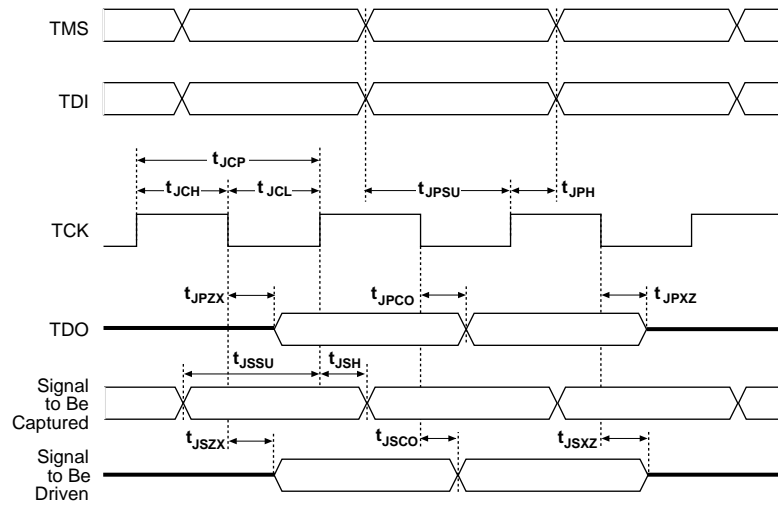 TMS
TDI
tJCP
tJCH
tJCL
tJPSU
tJPH
TCK
tJPZX
tJPCO
tJPXZ
TDO
tJSSU
tJSH
Signal
to Be
Captured
tJSZX
tJSCO
tJSXZ
Signal
to Be
Driven